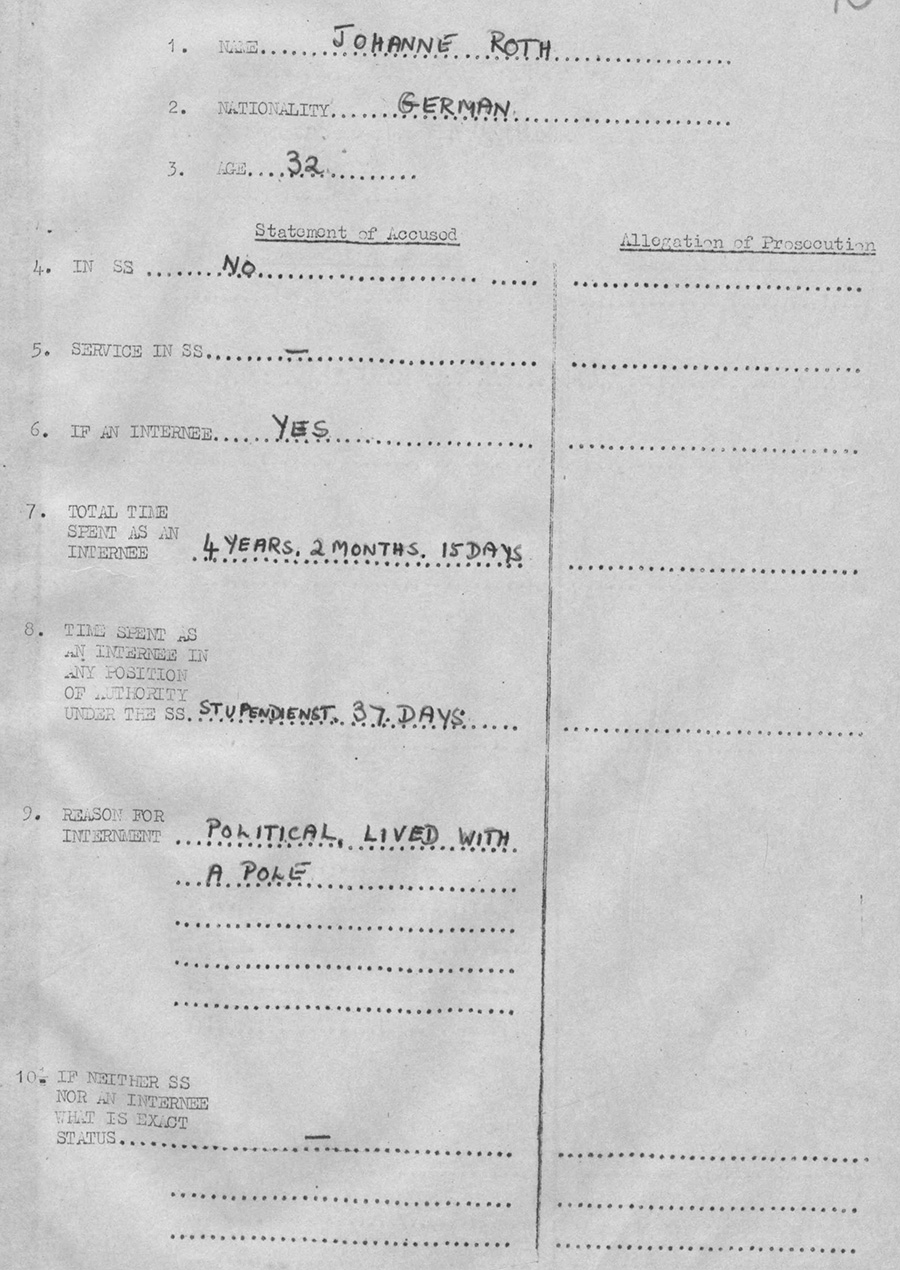 1. NAME........JOHANNE ROTH....................
2. NATIONALITY......GERMAN....................
3. AGE....32..........
Statement of Accused
Allegation of Prosecution
4. IN SS .......NO..............................
5. SERVICE IN SS........—........................
6. IF AN INTERNEE.....YES....................
7. TOTAL TIME
SPENT AS AN
INTERNEE 4 YEARS. 2 MONTHS. 15 DAYS
8. TIME SPENT AS
AN INTERNEE IN
ANY POSITION
OF AUTHORITY
UNDER THE SS. STUPENDIENST. 37 DAYS.....
9. REASON FOR
INTERNMENT ...POLITICAL, LIVED WITH
...A POLE....................
10. IF NEITHER SS
NOR AN INTERNEE
WHAT IS EXACT
STATUS.................—....................